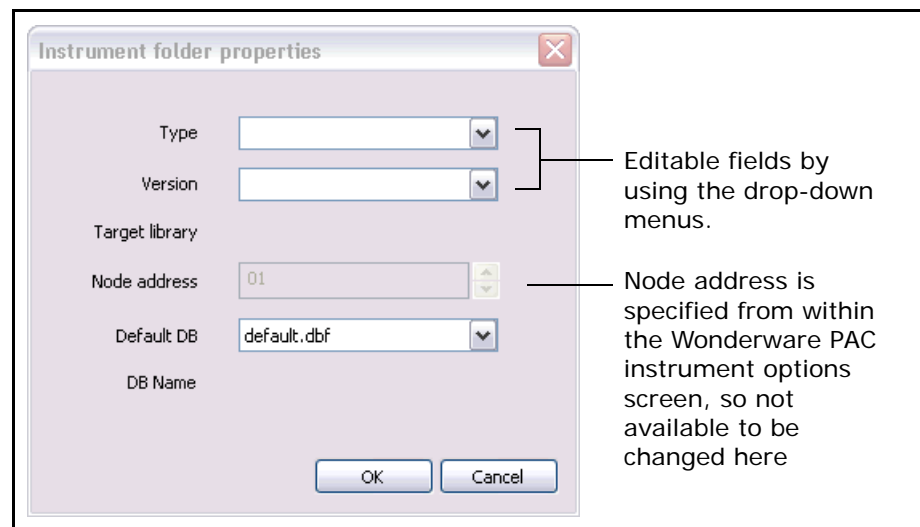 Instrument folder properties
Type
Version
Target library
Node address
01
Default DB
default.dbf
DB Name
OK
Cancel
Editable fields by
using the drop-down
menus.
Node address is
specified from within
the Wonderware PAC
instrument options
screen, so not
available to be
changed here